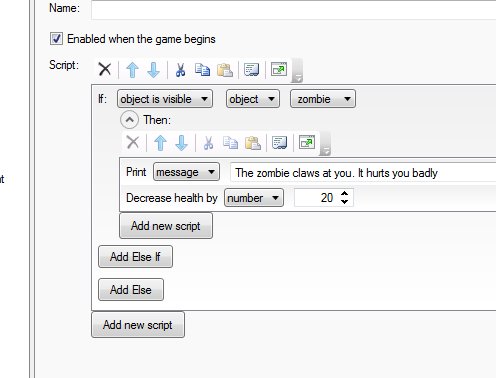 Name:
Enabled when the game begins
Script:
If: object is visible object zombie
Then:
Print message The zombie claws at you. It hurts you badly
Decrease health by number 20
Add new script
Add Else If
Add Else
Add new script